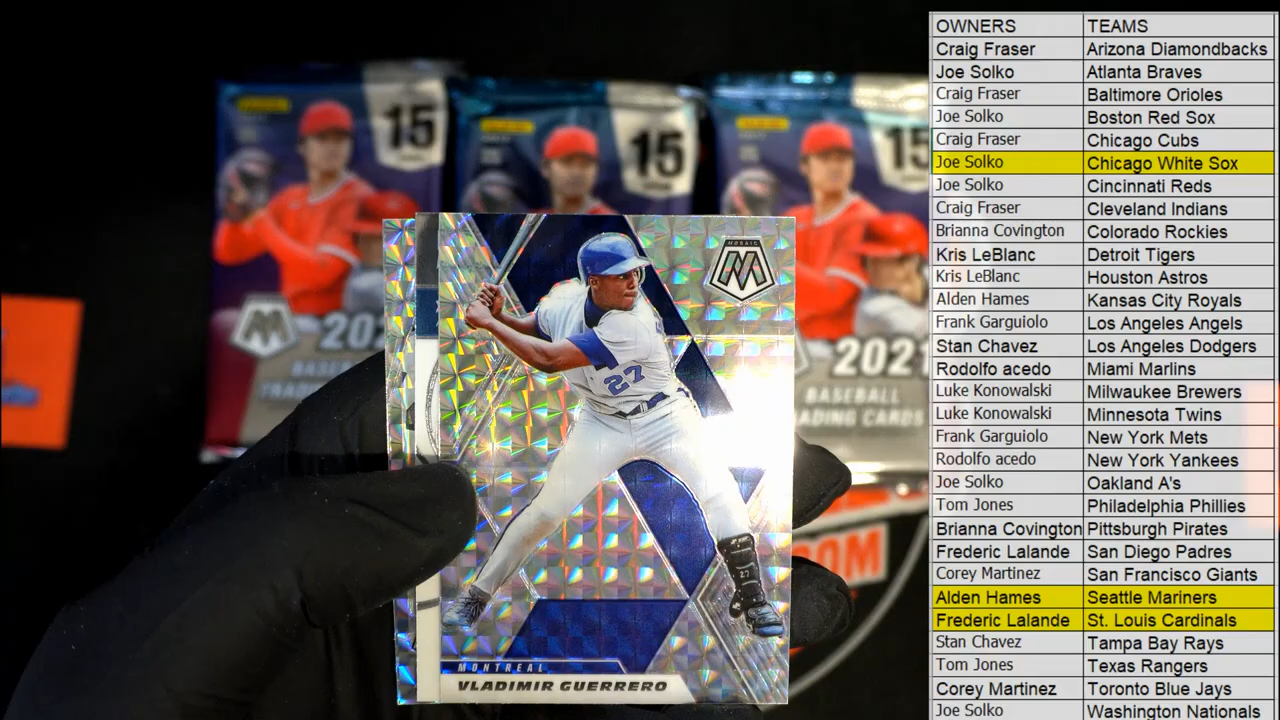 OWNERS TEAMS
Craig Fraser Arizona Diamondbacks
Joe Solko Atlanta Braves
Craig Fraser Baltimore Orioles
Joe Solko Boston Red Sox
Craig Fraser Chicago Cubs
Joe Solko Chicago White Sox
Joe Solko Cincinnati Reds
Craig Fraser Cleveland Indians
Brianna Covington Colorado Rockies
Kris LeBlanc Detroit Tigers
Kris LeBlanc Houston Astros
Alden Hames Kansas City Royals
Frank Garguiolo Los Angeles Angels
Stan Chavez Los Angeles Dodgers
Rodolfo acedo Miami Marlins
Luke Konowalski Milwaukee Brewers
Luke Konowalski Minnesota Twins
Frank Garguiolo New York Mets
Rodolfo acedo New York Yankees
Joe Solko Oakland A's
Tom Jones Philadelphia Phillies
Brianna Covington Pittsburgh Pirates
Frederic Lalande San Diego Padres
Corey Martinez San Francisco Giants
Alden Hames Seattle Mariners
Frederic Lalande St. Louis Cardinals
Stan Chavez Tampa Bay Rays
Tom Jones Texas Rangers
Corey Martinez Toronto Blue Jays
Joe Solko Washington Nationals
15
15
15
MOSAIC
M
27
27
MONTREAL
VLADIMIR GUERRERO
202
2021
BASEBALL
CARDS